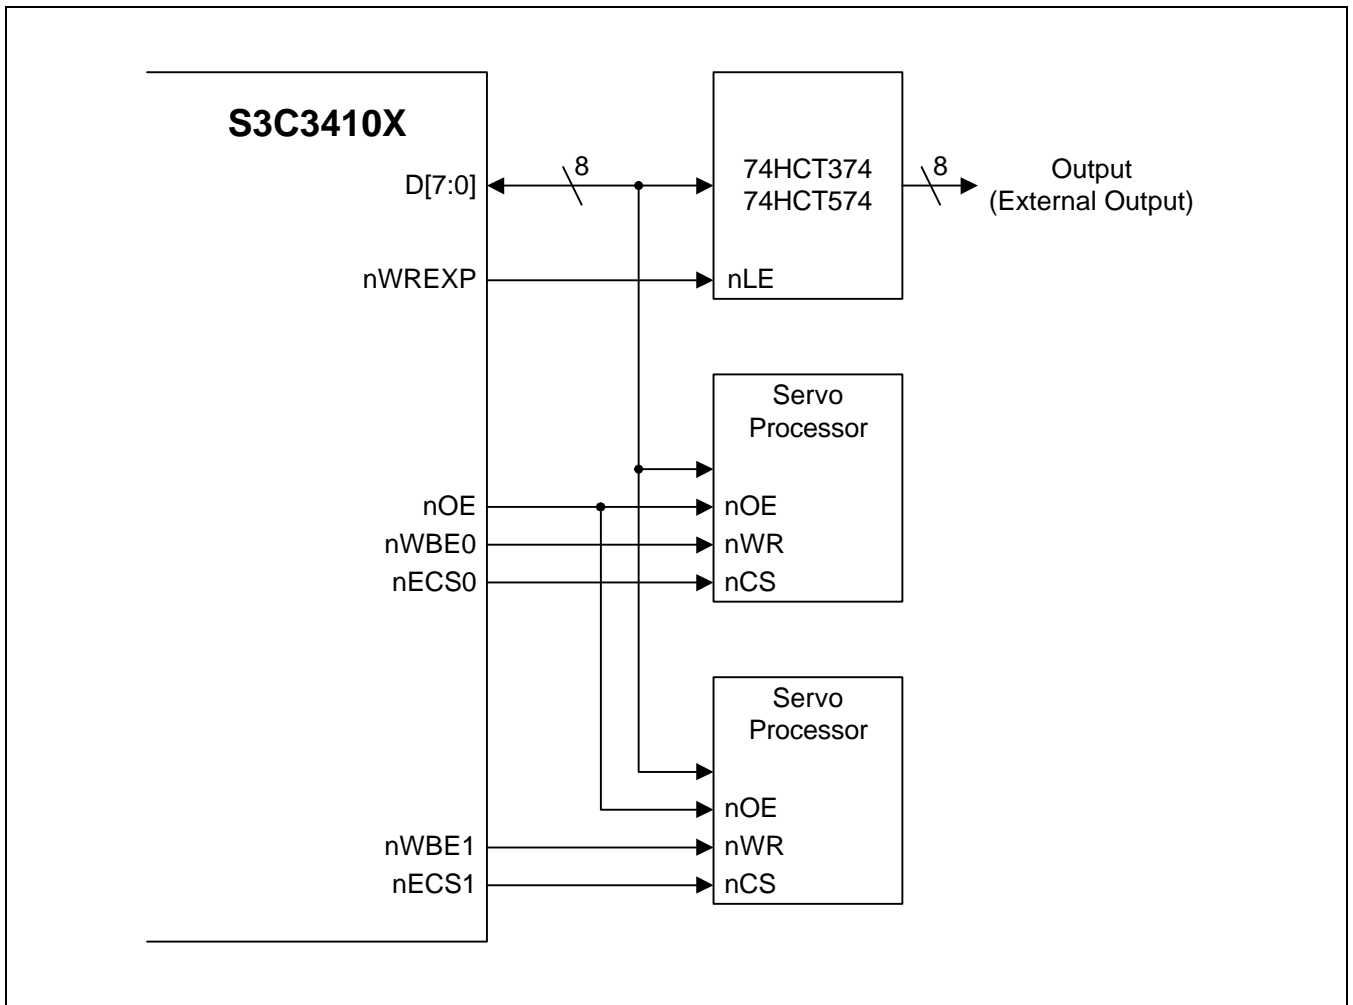 S3C3410X
D[7:0]
8
74HCT374
74HCT574
8
Output
(External Output)
nWREXP
nLE
Servo
Processor
nOE
nOE
nWBE0
nWR
nECS0
nCS
Servo
Processor
nOE
nWBE1
nWR
nECS1
nCS